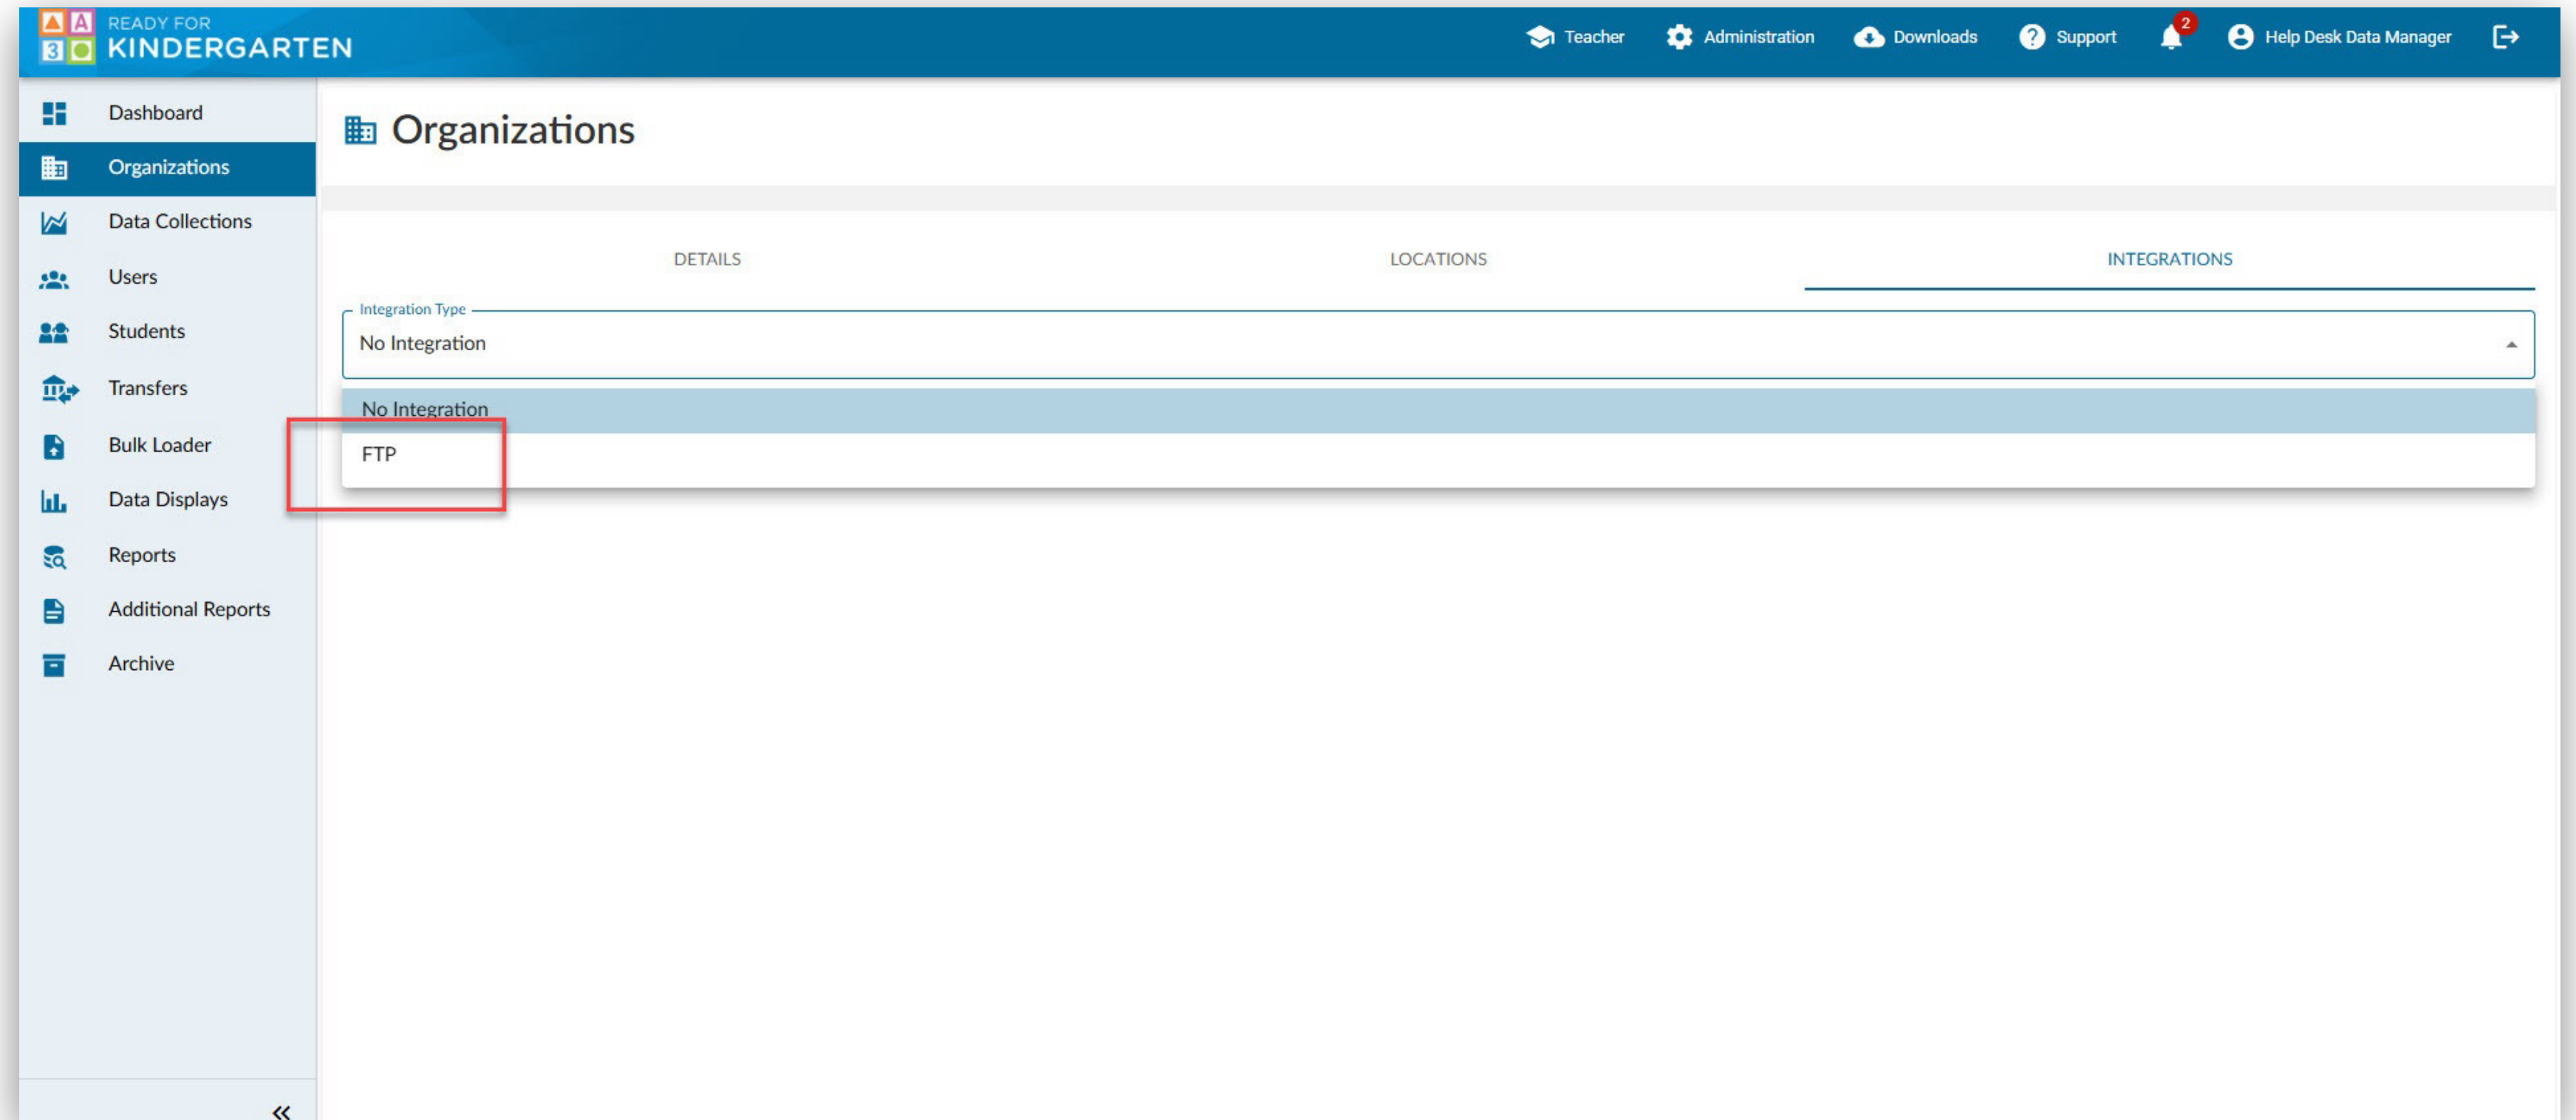 READY FOR
KINDERGARTEN
Teacher
Administration
Downloads
Support
2
Help Desk Data Manager
Dashboard
Organizations
Data Collections
Users
Students
Transfers
Bulk Loader
Data Displays
Reports
Additional Reports
Archive
Organizations
DETAILS
LOCATIONS
INTEGRATIONS
Integration Type
No Integration
No Integration
FTP